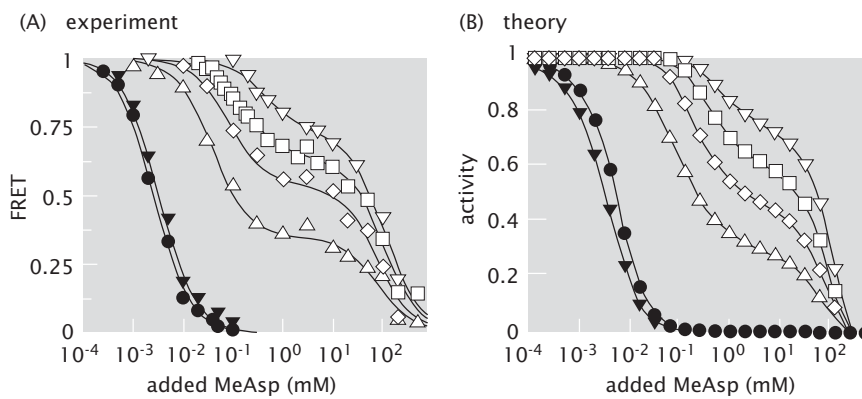 (A) experiment
1
0.75
0.5
0.25
0
FRET
10-4 10-3 10-2 10-1 100 101 102
added MeAsp (mM)
(B) theory
1
0.8
0.6
0.4
0.2
0
activity
10-4 10-3 10-2 10-1 100 101 102
added MeAsp (mM)